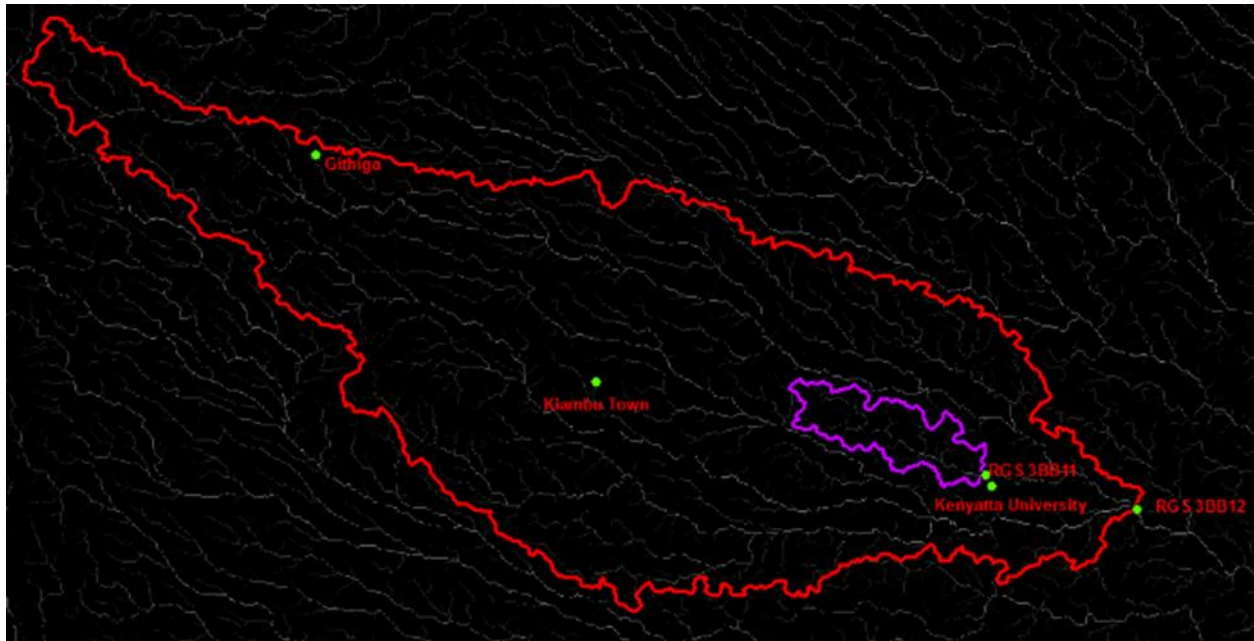 Githiga
Kiambu Town
RGS 3BB11
Kenyatta University
RGS 3BB12